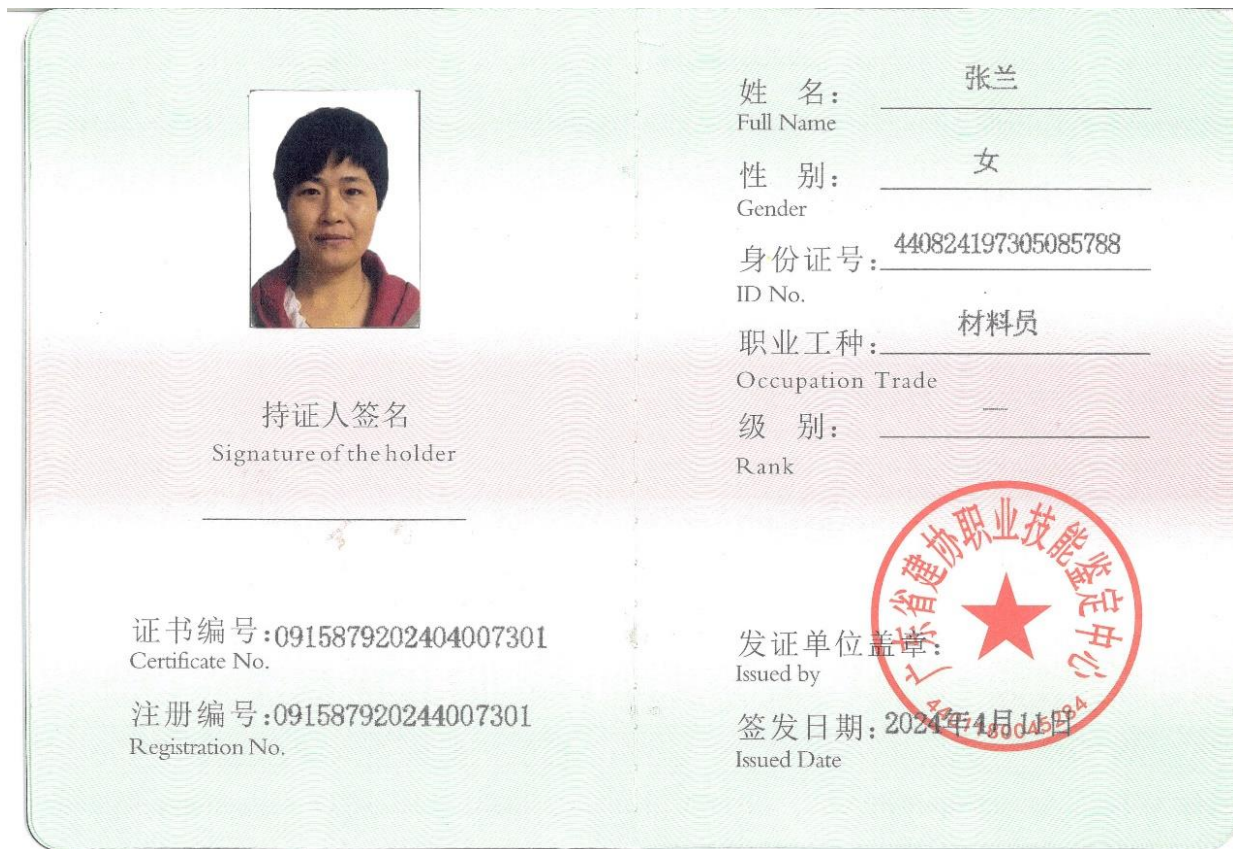 持证人签名
Signature of the holder
证书编号:0915879202404007301
Certificate No.
注册编号:091587920244007301
Registration No.
姓 名: 张兰
Full Name
性 别: 女
Gender
身份证号: 440824197305085788
ID No.
职业工种: 材料员
Occupation Trade
级 别: 一
Rank
广东省建协职业技能鉴定中心
发证单位盖章:
Issued by
签发日期: 2024年4月11日
Issued Date